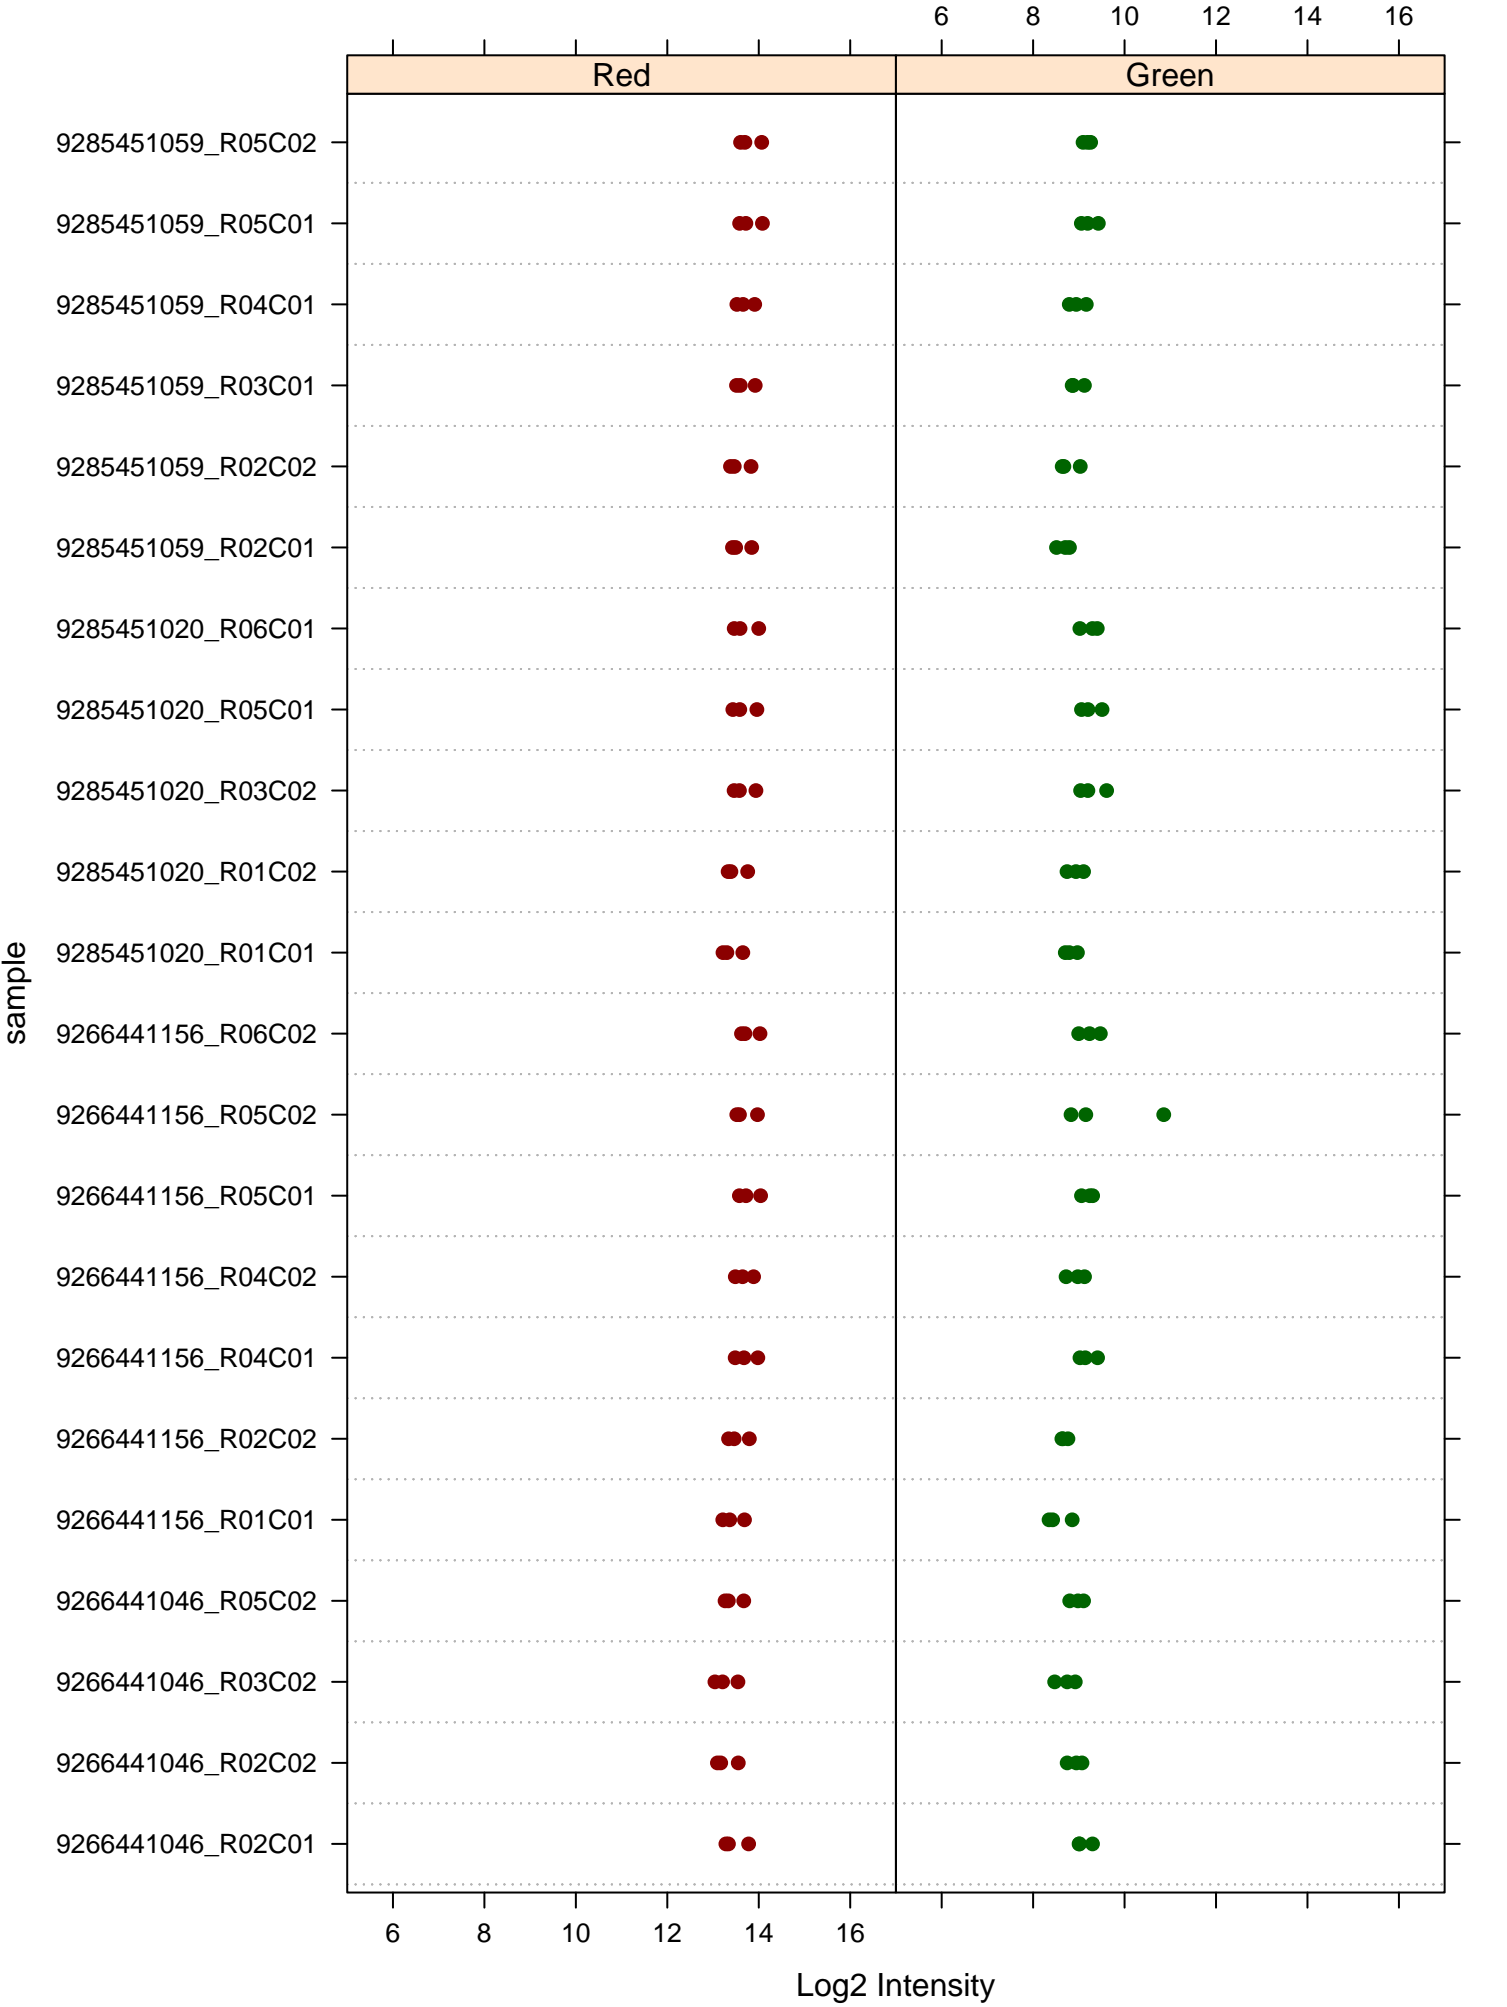 6 8 10 12 14 16
Red Green
9285451059_R05C02
9285451059_R05C01
9285451059_R04C01
9285451059_R03C01
9285451059_R02C02
9285451059_R02C01
9285451020_R06C01
9285451020_R05C01
9285451020_R03C02
9285451020_R01C02
9285451020_R01C01
sample
9266441156_R06C02
9266441156_R05C02
9266441156_R05C01
9266441156_R04C02
9266441156_R04C01
9266441156_R02C02
9266441156_R01C01
9266441046_R05C02
9266441046_R03C02
9266441046_R02C02
9266441046_R02C01
6 8 10 12 14 16
Log2 Intensity